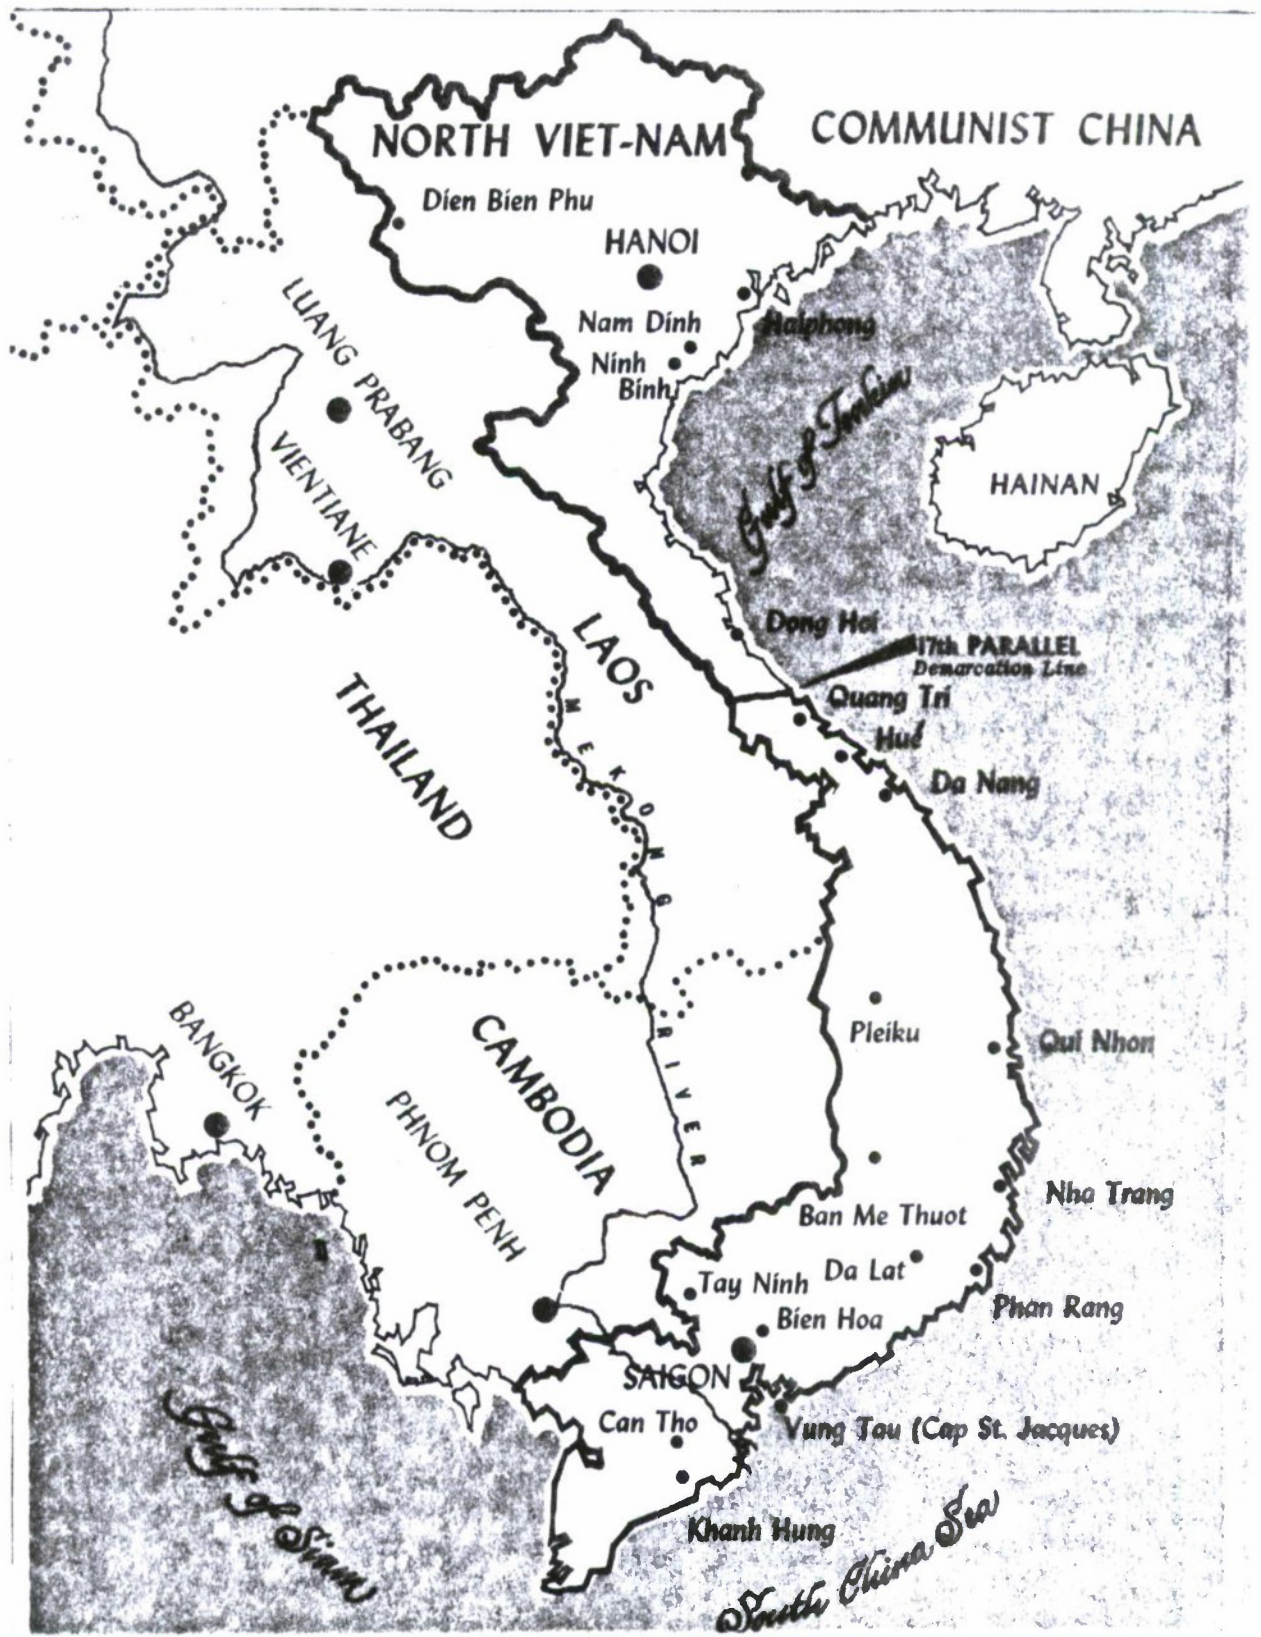 NORTH VIET-NAM
COMMUNIST CHINA
Dien Bien Phu
HANOI
Nam Dinh
Haiphong
Ninh
Binh
LUANG PRABANG
VIENTIANE
Gulf of Tonkin
HAINAN
LAOS
Dong Hoi
17th PARALLEL
Demarcation Line
Quang Tri
Hué
Da Nang
THAILAND
MEKONG RIVER
BANGKOK
CAMBODIA
PHNOM PENH
Pleiku
Qui Nhon
Nha Trang
Ban Me Thuot
Da Lat
Tay Ninh
Bien Hoa
Phan Rang
SAIGON
Can Tho
Vung Tau (Cap St. Jacques)
Khanh Hung
Gulf of Siam
South China Sea